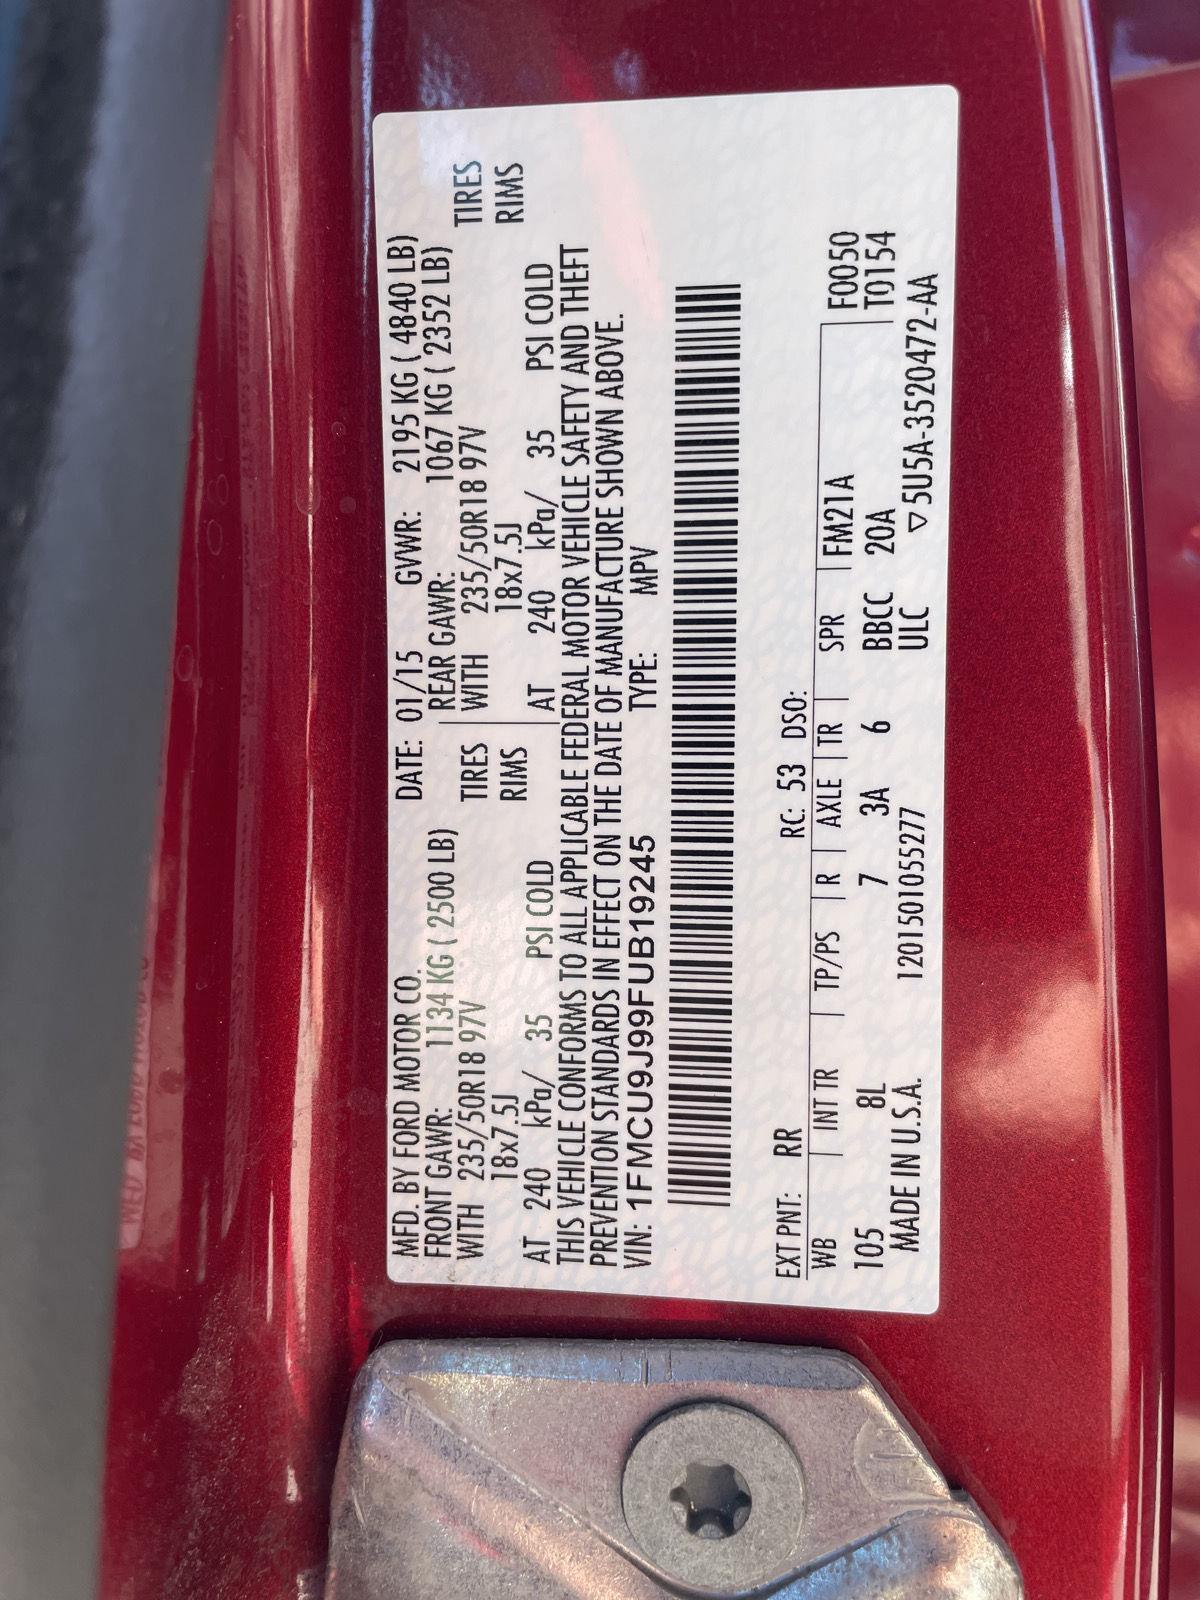 MFD. BY FORD MOTOR CO. DATE: 01/15 GVWR: 2195 KG ( 4840 LB)
FRONT GAWR: 1134 KG ( 2500 LB) REAR GAWR: 1067 KG ( 2352 LB)
WITH 235/50R18 97V TIRES WITH 235/50R18 97V TIRES
18x7.5J RIMS 18x7.5J RIMS
AT 240 kPa/ 35 PSI COLD AT 240 kPa/ 35 PSI COLD
THIS VEHICLE CONFORMS TO ALL APPLICABLE FEDERAL MOTOR VEHICLE SAFETY AND THEFT
PREVENTION STANDARDS IN EFFECT ON THE DATE OF MANUFACTURE SHOWN ABOVE.
VIN: 1FMCU9J99FUB19245 TYPE: MPV
EXT PNT: RR RC: 53 DSO:
WB | INT TR | TP/PS | R | AXLE | TR | SPR | FM21A F0050
105 8L 7 3A 6 BBCC 20A T0154
MADE IN U.S.A. 1201501055277 ULC ▽5U5A-3520472-AA